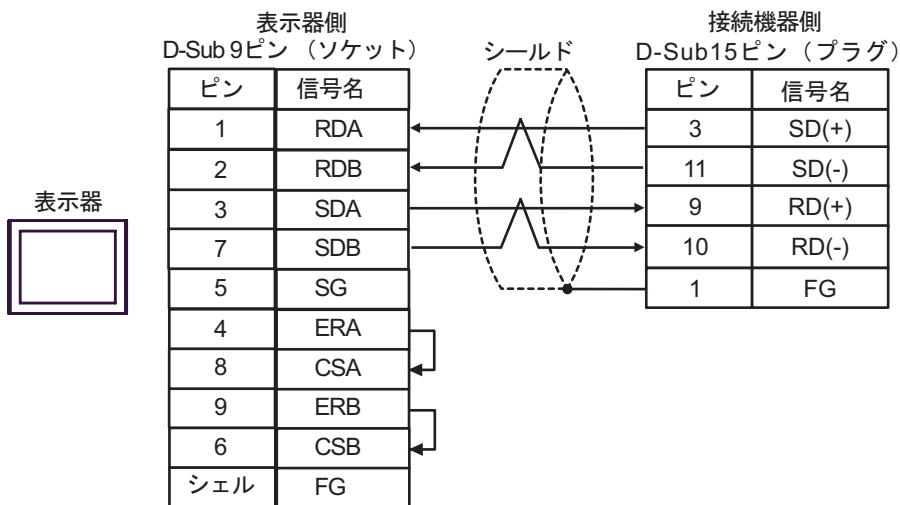 表示器側
D-Sub 9ピン （ソケット）
シールド
接続機器側
D-Sub15ピン（プラグ）
ピン 信号名
1 RDA
2 RDB
3 SDA
7 SDB
5 SG
4 ERA
8 CSA
9 ERB
6 CSB
シェル FG
ピン 信号名
3 SD(+)
11 SD(-)
9 RD(+)
10 RD(-)
1 FG
表示器